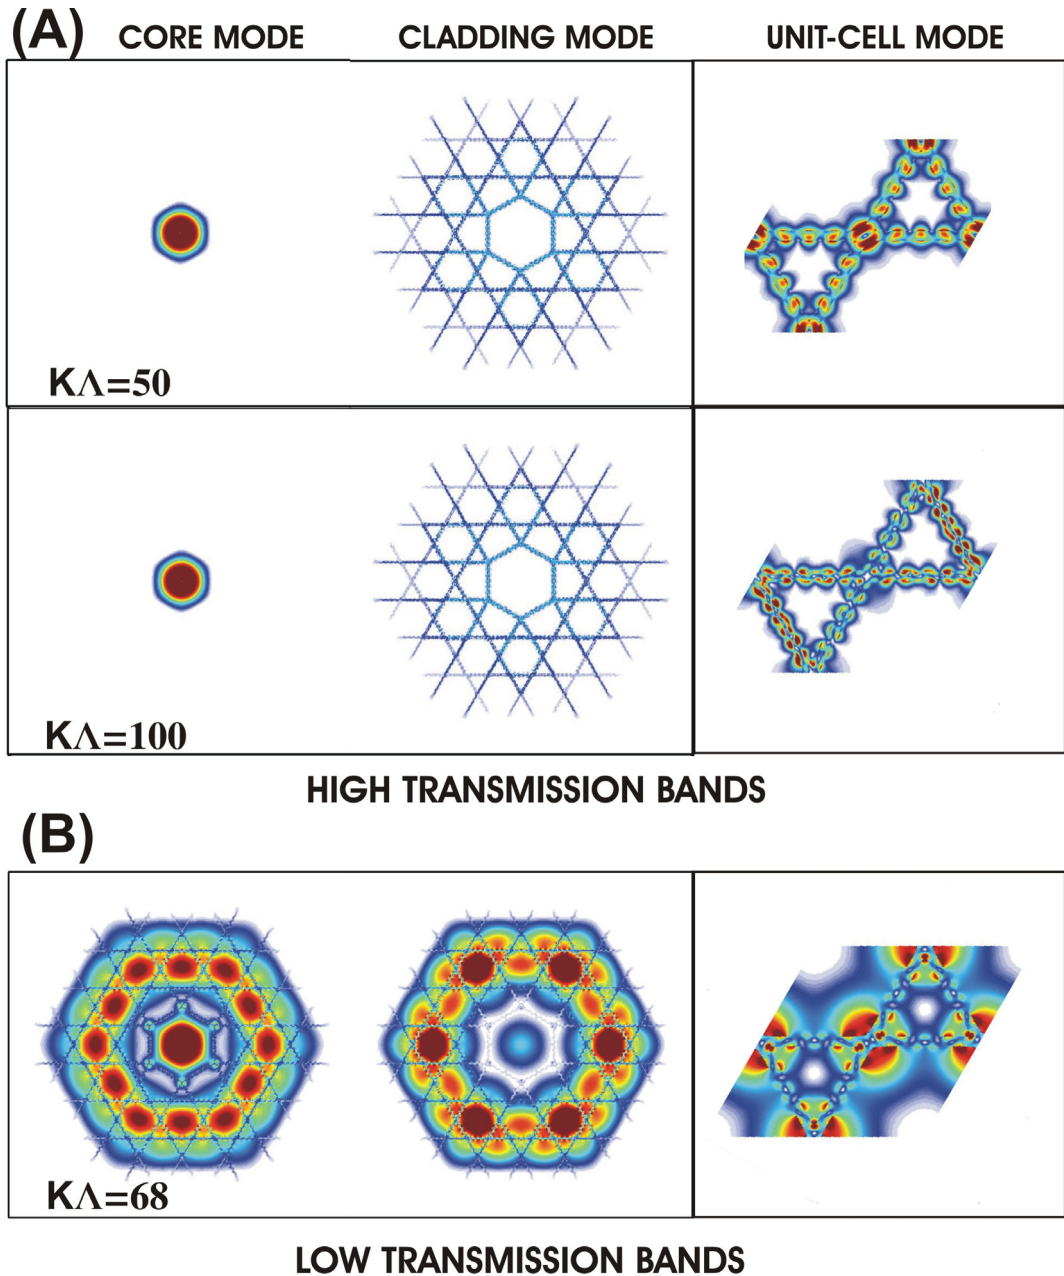 (A) CORE MODE CLADDING MODE UNIT-CELL MODE
KΛ=50
KΛ=100
HIGH TRANSMISSION BANDS
(B)
KΛ=68
LOW TRANSMISSION BANDS